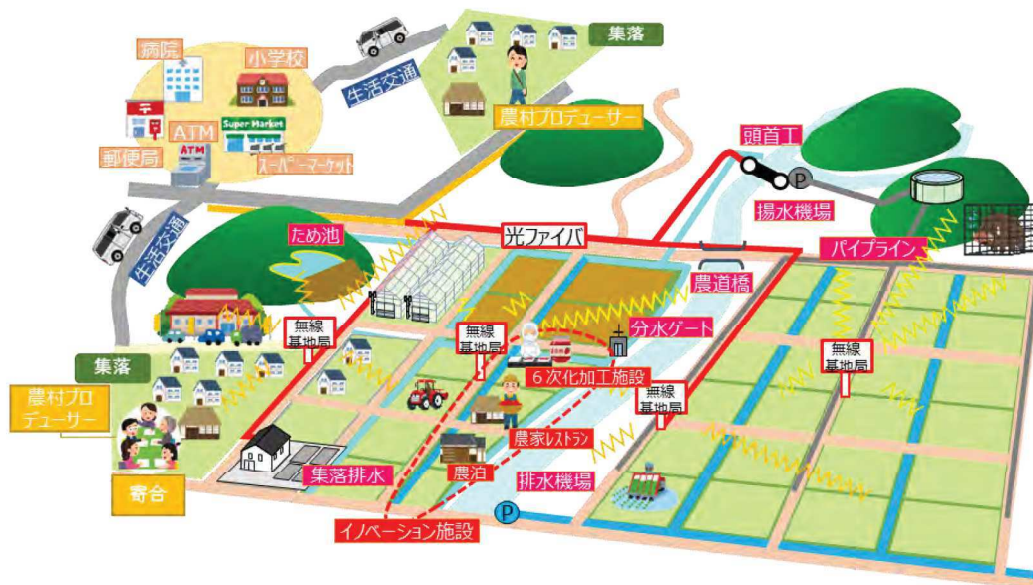 病院
小学校
生活交通
集落
〒
ATM
Super Market
農村プロデューサー
郵便局
ATM
スーパーマーケット
頭首工
P
揚水機場
生活交通
ため池
光ファイバ
パイプライン
農道橋
無線
基地局
無線
基地局
分水ゲート
無線
基地局
集落
6次化加工施設
無線
基地局
農村プロ
デューサー
農家レストラン
集落排水
農泊
排水機場
寄合
P
イノベーション施設